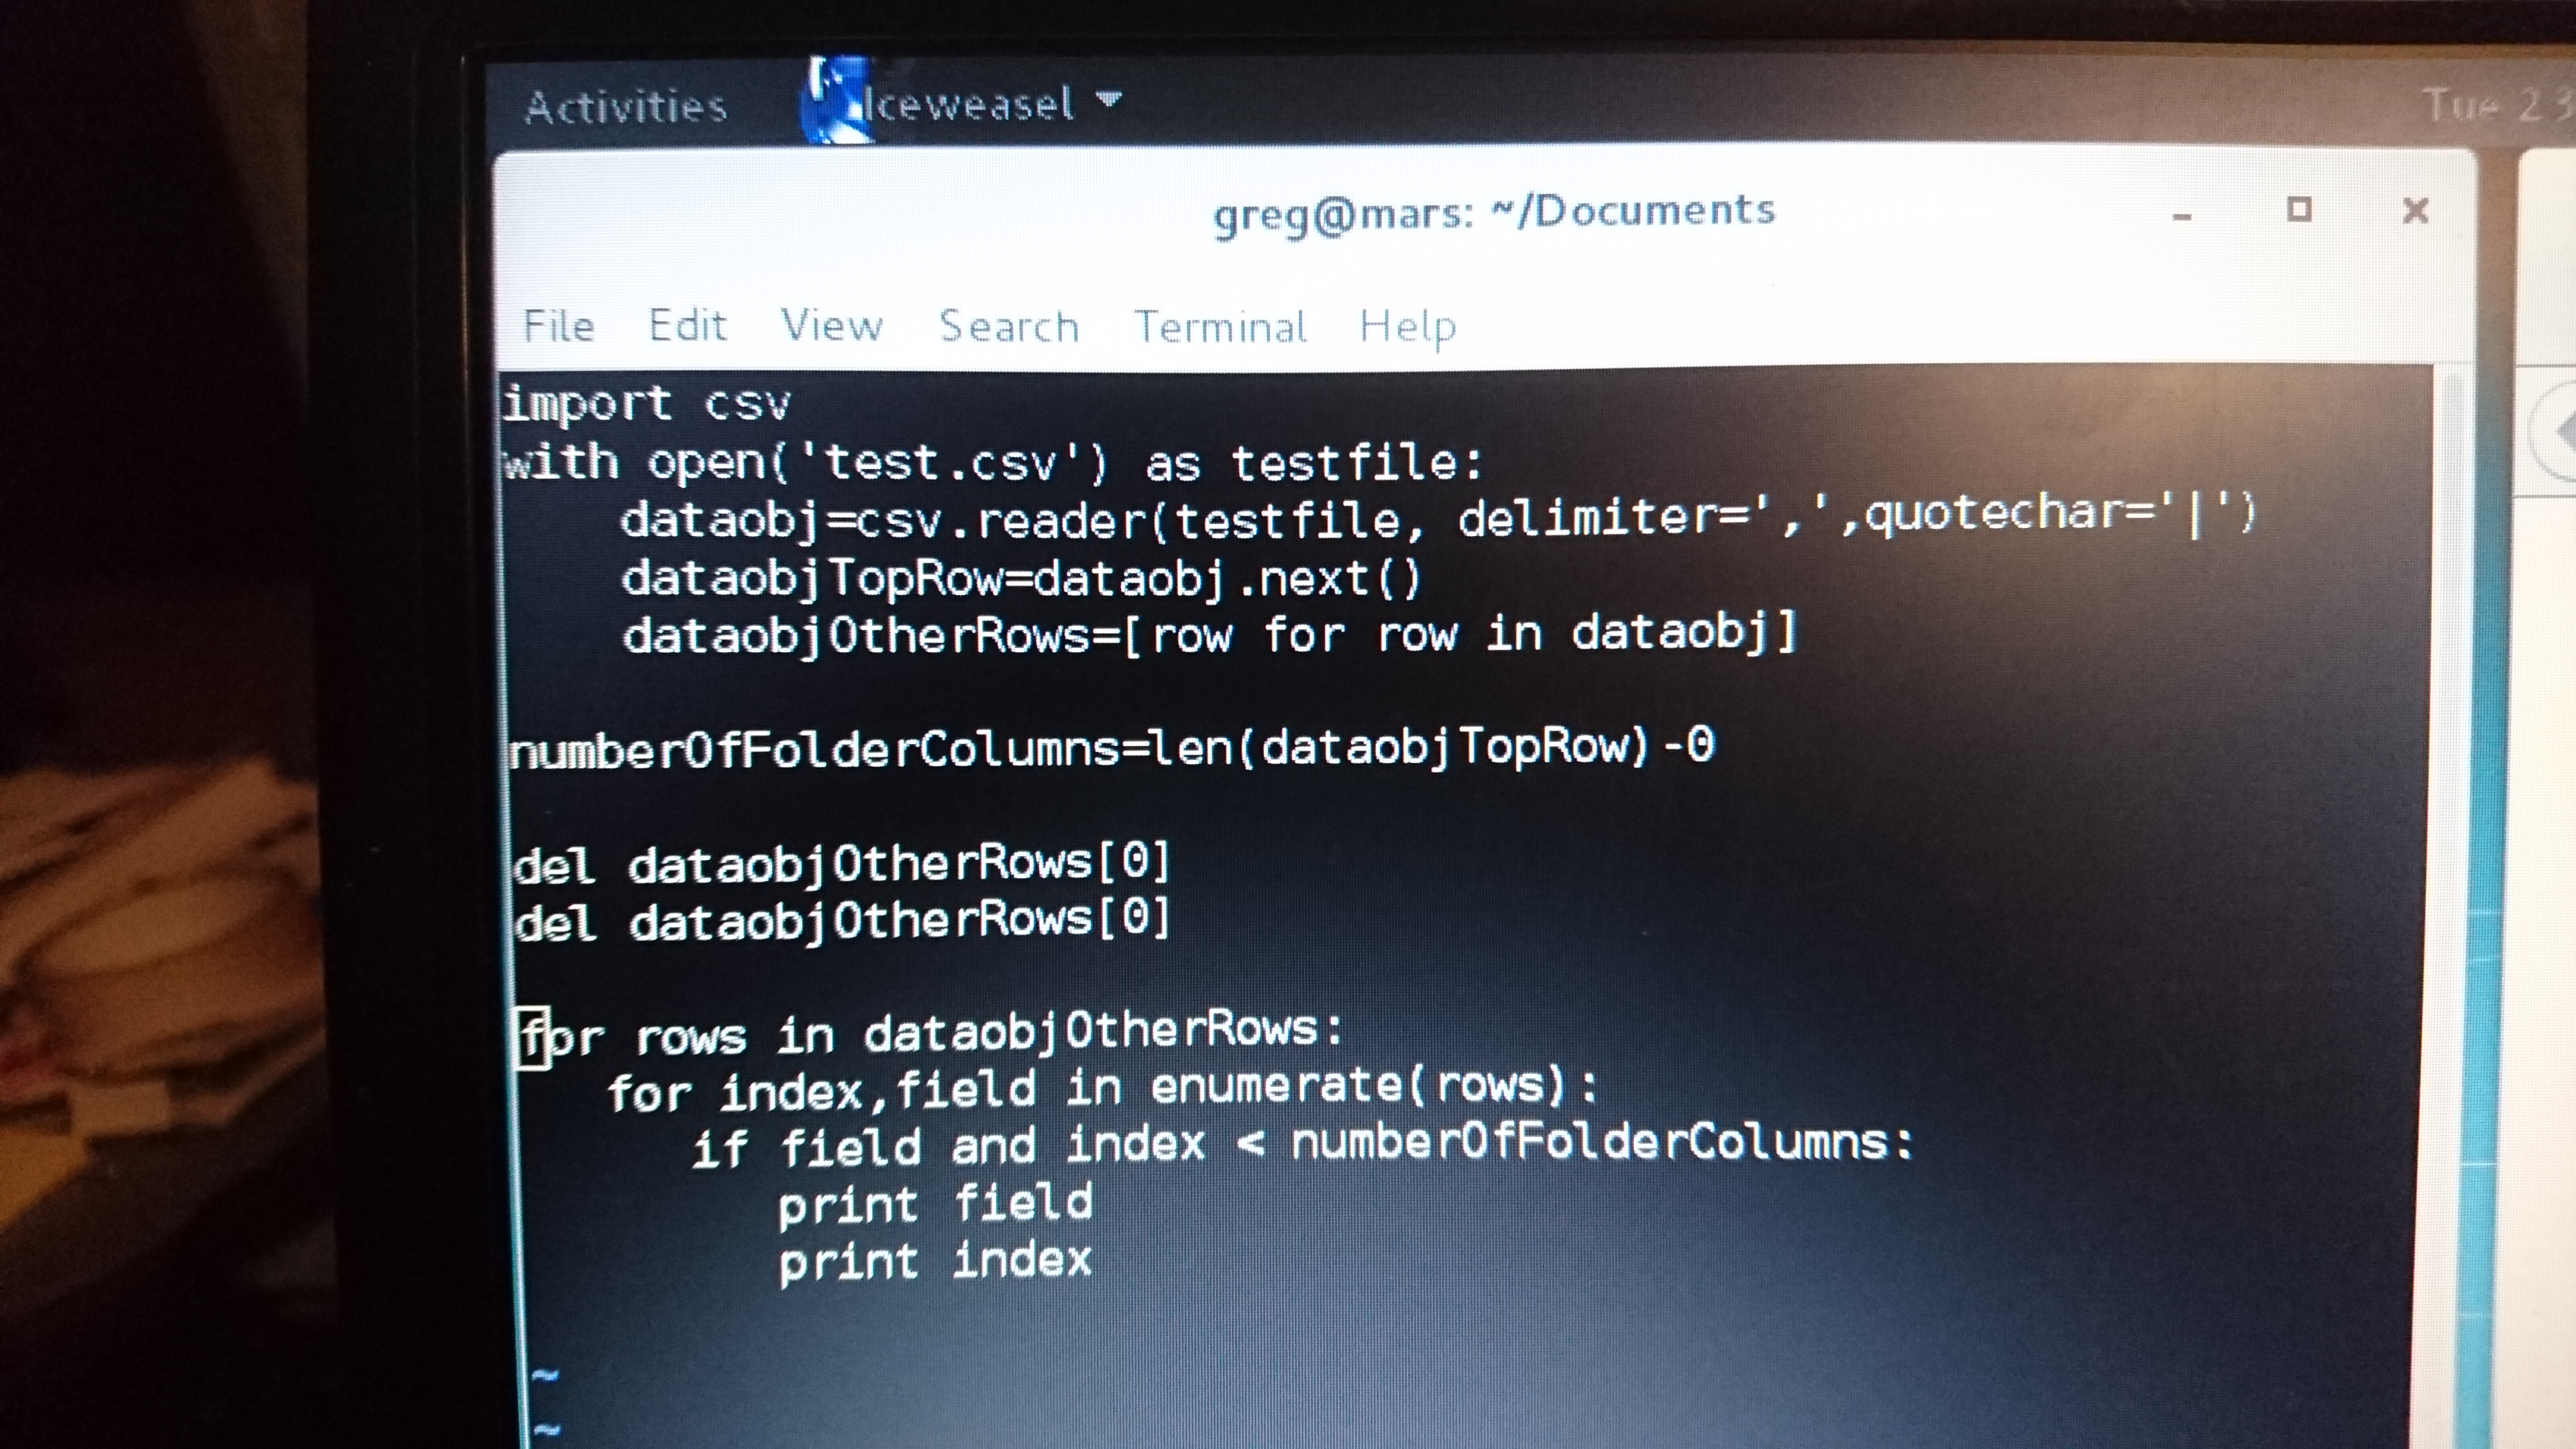 Activities Iceweasel Tue 23
greg@mars: ~/Documents
File Edit View Search Terminal Help
import csv
with open('test.csv') as testfile:
    dataobj=csv.reader(testfile, delimiter=',',quotechar='|')
    dataobjTopRow=dataobj.next()
    dataobjOtherRows=[row for row in dataobj]

numberOfFolderColumns=len(dataobjTopRow)-0

del dataobjOtherRows[0]
del dataobjOtherRows[0]

for rows in dataobjOtherRows:
   for index,field in enumerate(rows):
      if field and index < numberOfFolderColumns:
         print field
         print index

~
~